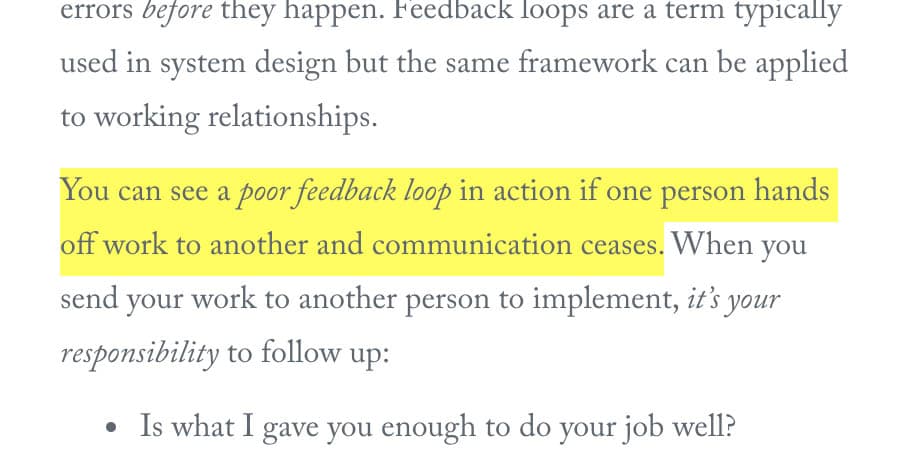 errors before they happen. Feedback loops are a term typically
used in system design but the same framework can be applied
to working relationships.
You can see a poor feedback loop in action if one person hands
off work to another and communication ceases. When you
send your work to another person to implement, it’s your
responsibility to follow up:
• Is what I gave you enough to do your job well?